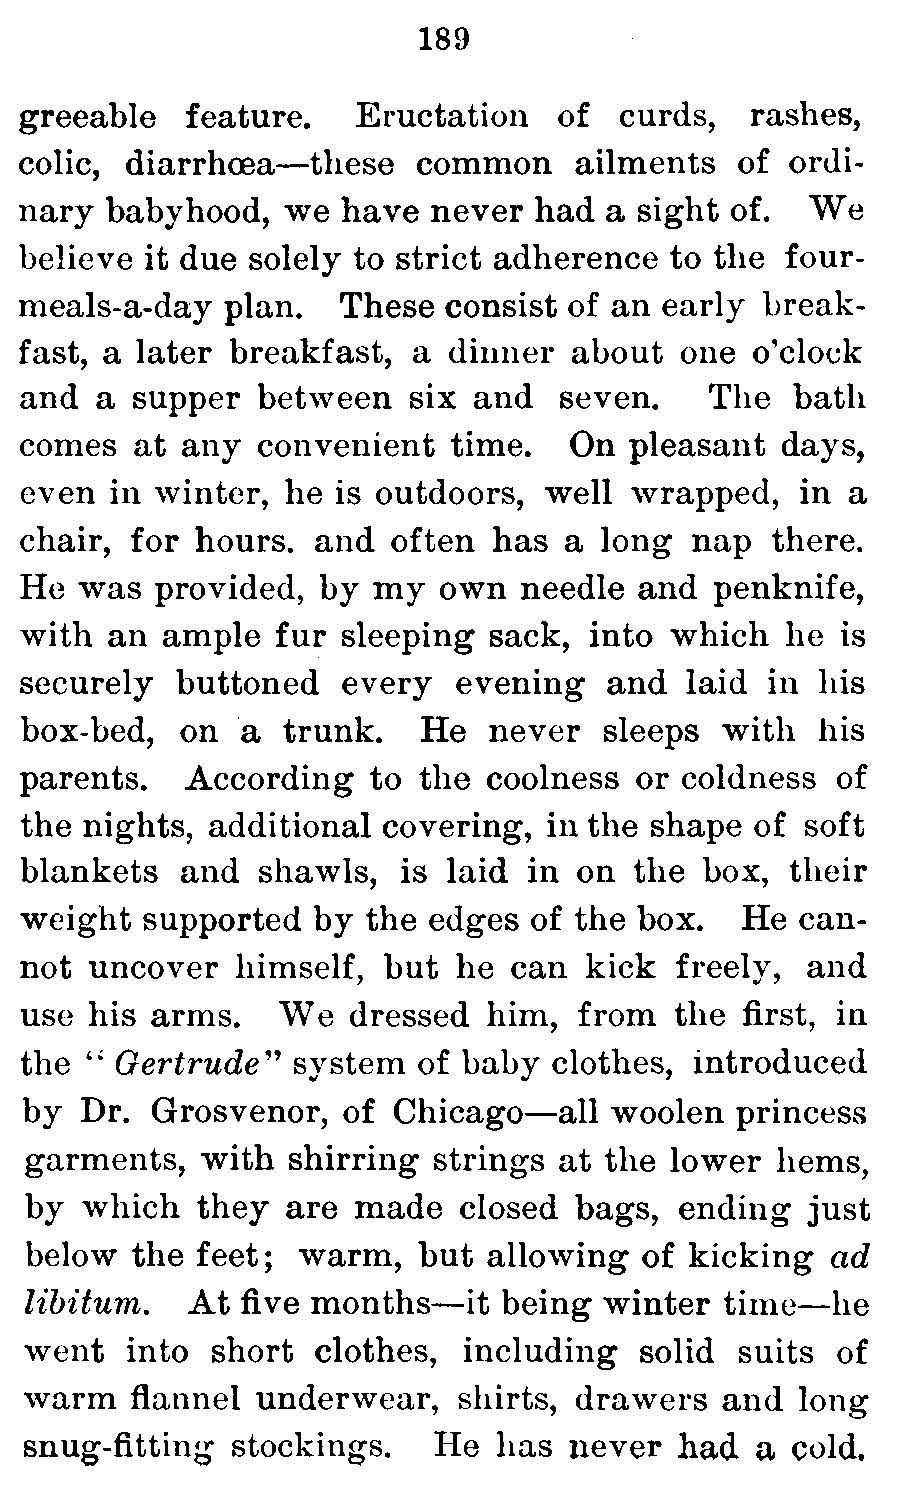 189
greeable feature. Eructation of curds, rashes,
colic, diarrhœa—these common ailments of ordi-
nary babyhood, we have never had a sight of. We
believe it due solely to strict adherence to the four-
meals-a-day plan. These consist of an early break-
fast, a later breakfast, a dinner about one o'clock
and a supper between six and seven. The bath
comes at any convenient time. On pleasant days,
even in winter, he is outdoors, well wrapped, in a
chair, for hours. and often has a long nap there.
He was provided, by my own needle and penknife,
with an ample fur sleeping sack, into which he is
securely buttoned every evening and laid in his
box-bed, on a trunk. He never sleeps with his
parents. According to the coolness or coldness of
the nights, additional covering, in the shape of soft
blankets and shawls, is laid in on the box, their
weight supported by the edges of the box. He can-
not uncover himself, but he can kick freely, and
use his arms. We dressed him, from the first, in
the "Gertrude" system of baby clothes, introduced
by Dr. Grosvenor, of Chicago—all woolen princess
garments, with shirring strings at the lower hems,
by which they are made closed bags, ending just
below the feet; warm, but allowing of kicking ad
libitum. At five months—it being winter time—he
went into short clothes, including solid suits of
warm flannel underwear, shirts, drawers and long
snug-fitting stockings. He has never had a cold.